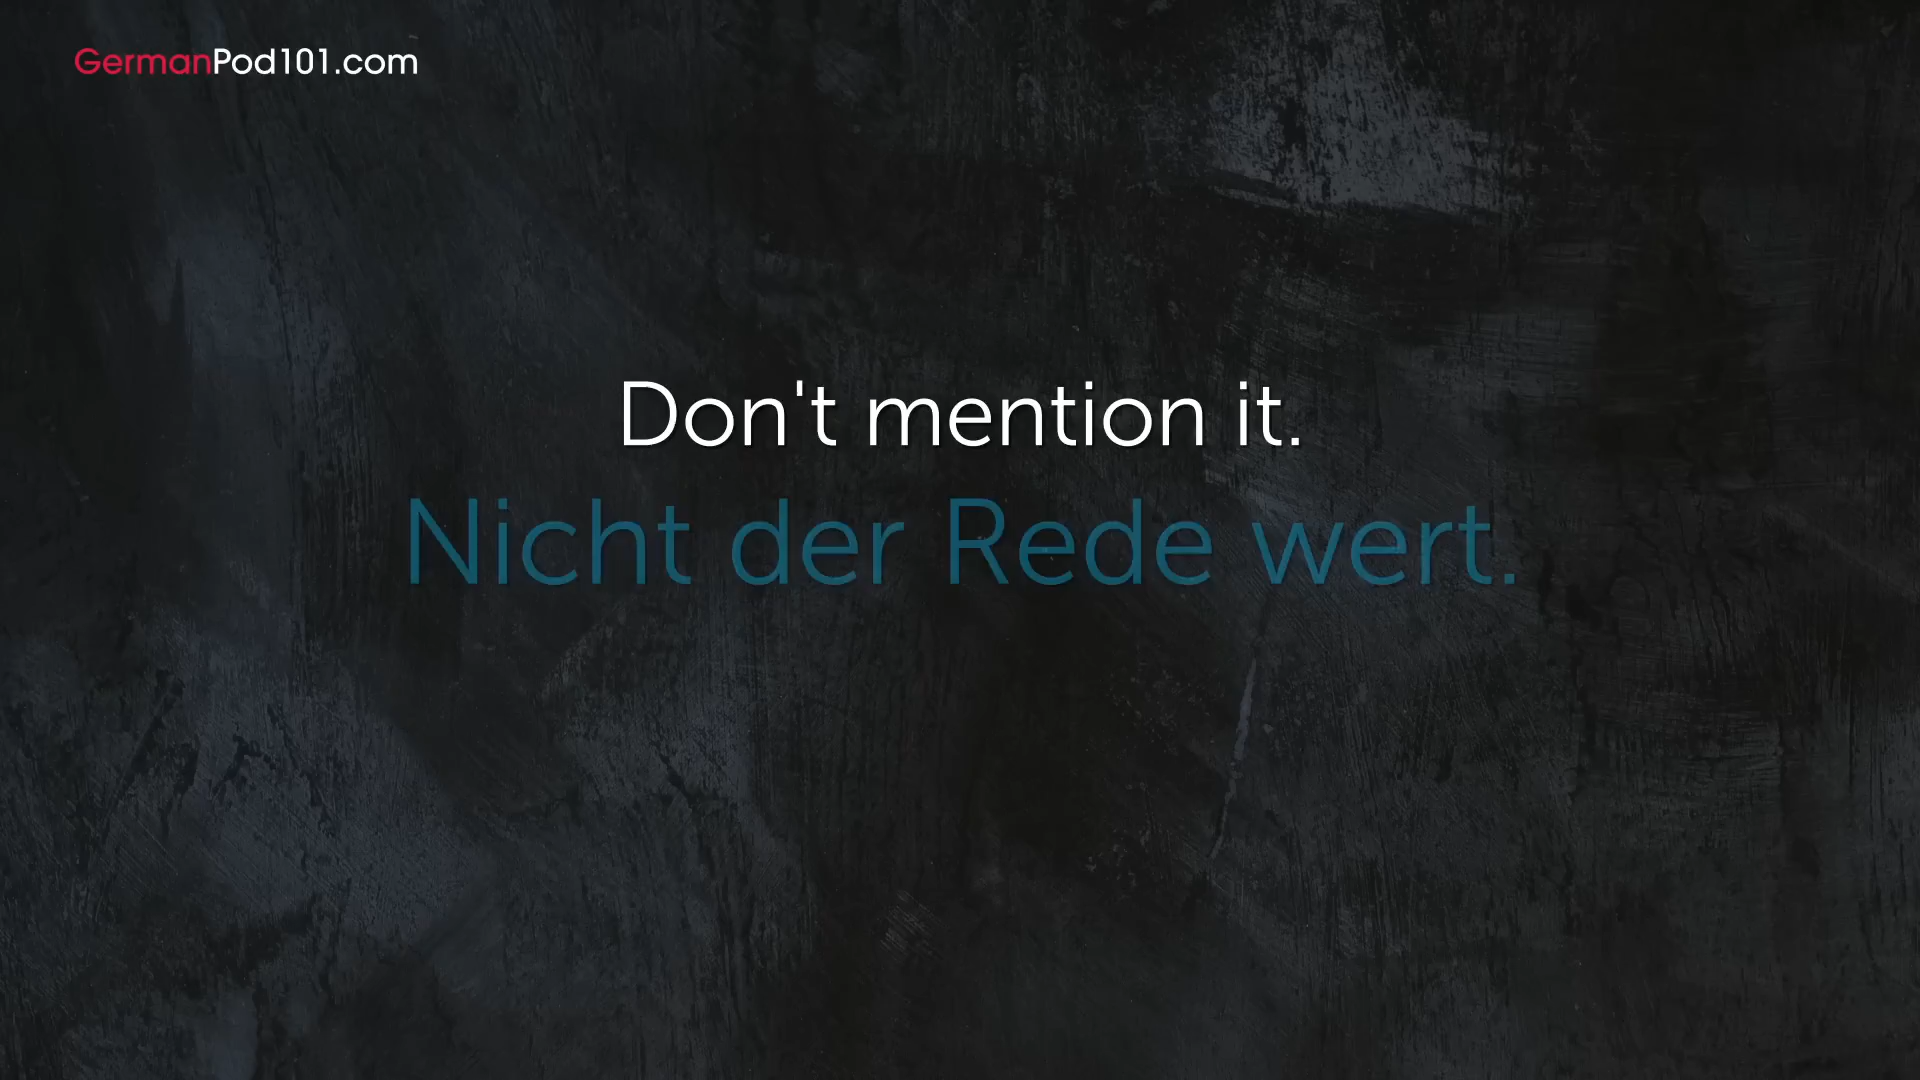 GermanPod101.com
Don't mention it.
Nicht der Rede wert.